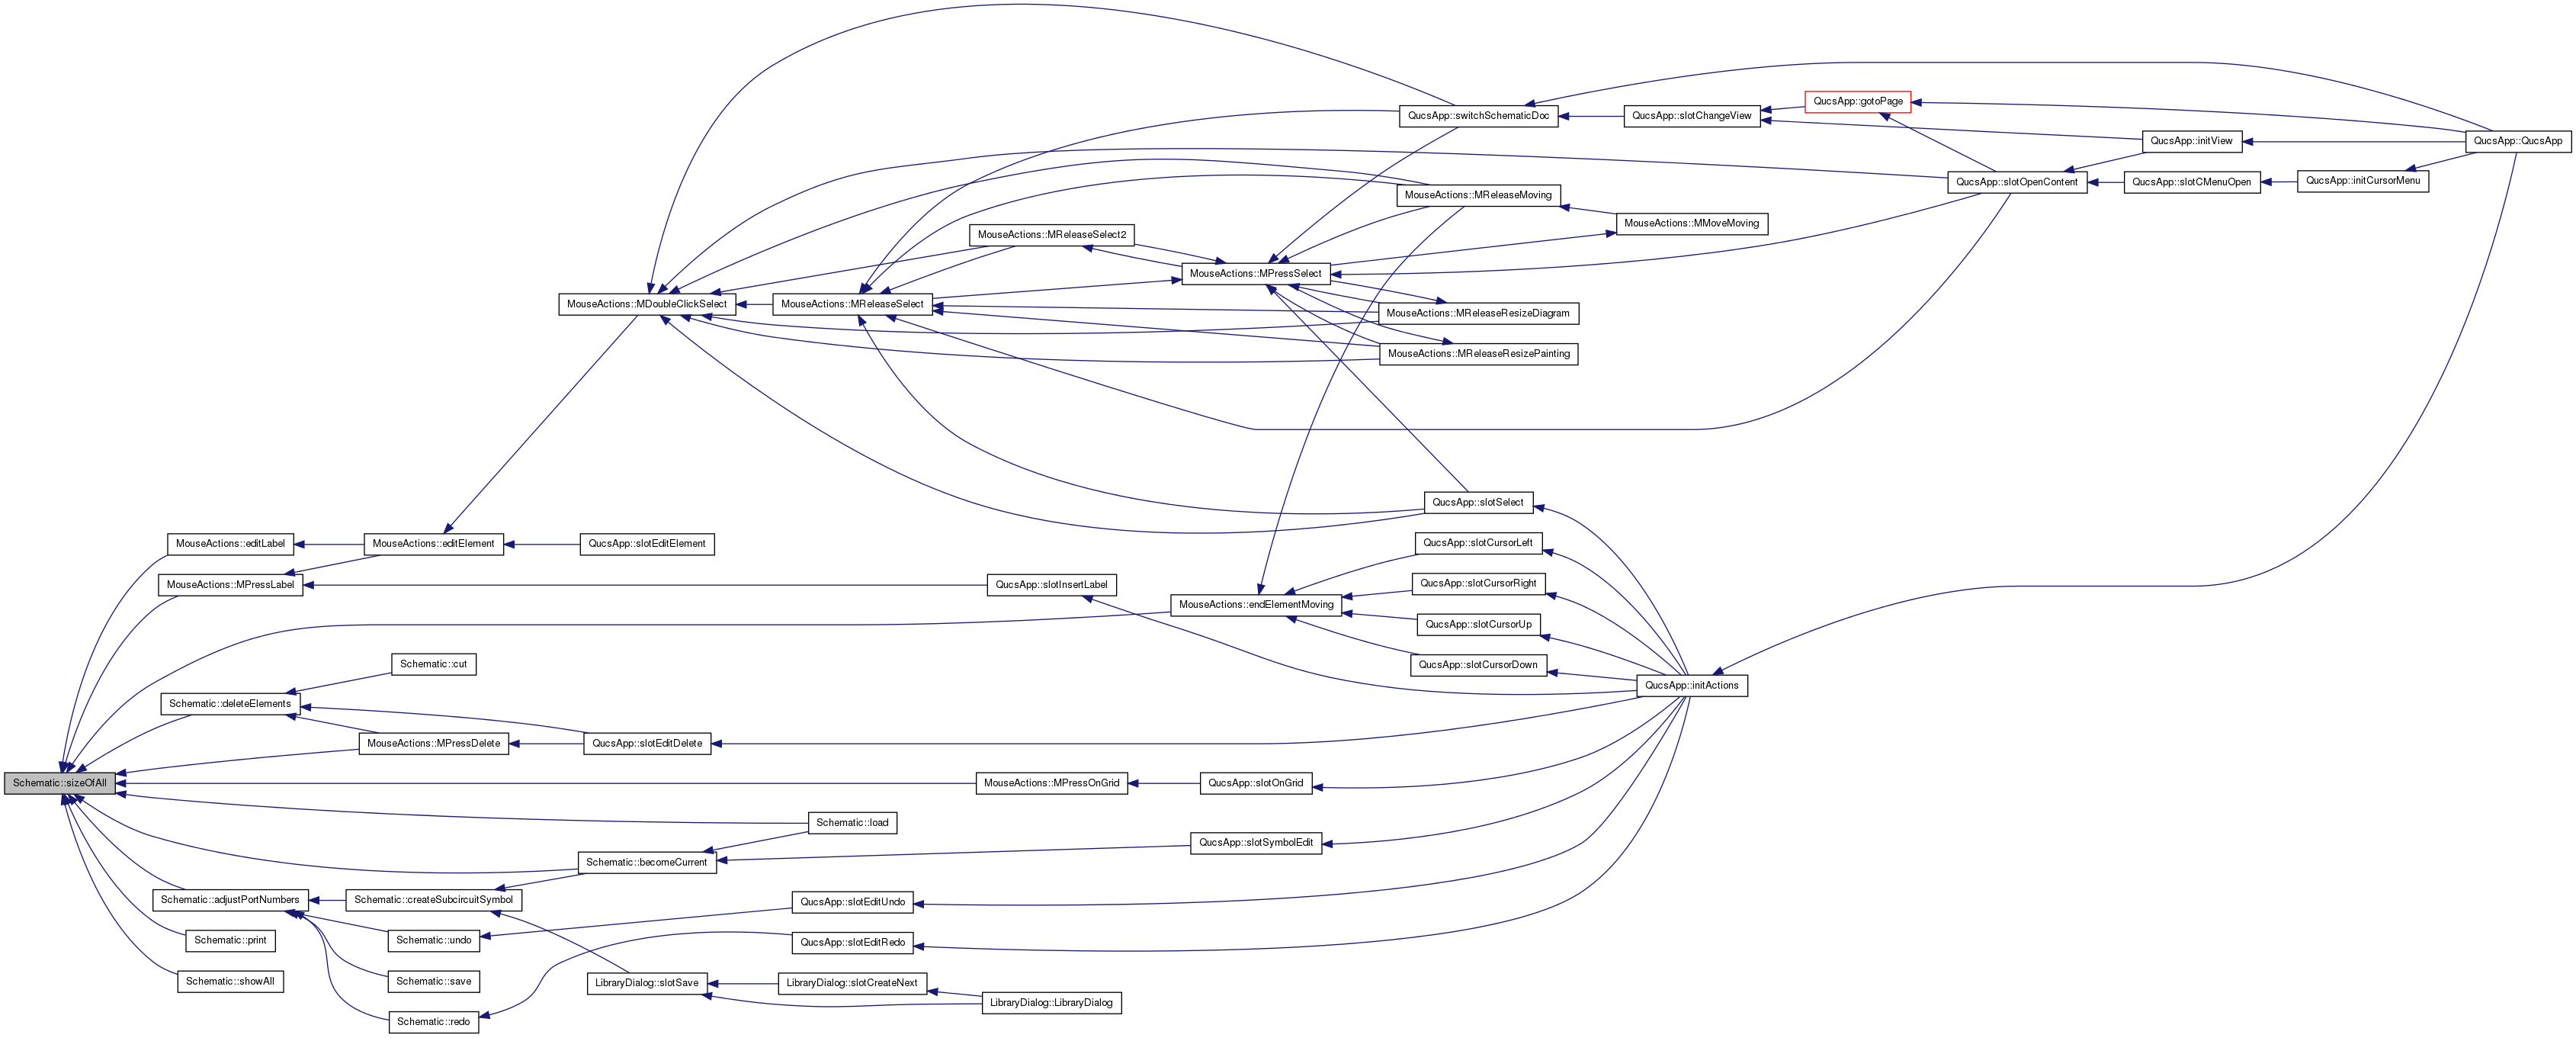 QucsApp::gotoPage
QucsApp::switchSchematicDoc
QucsApp::slotChangeView
QucsApp::initView
QucsApp::QucsApp
QucsApp::slotOpenContent
QucsApp::slotCMenuOpen
QucsApp::initCursorMenu
MouseActions::MReleaseMoving
MouseActions::MMoveMoving
MouseActions::MReleaseSelect2
MouseActions::MPressSelect
MouseActions::MDoubleClickSelect
MouseActions::MReleaseSelect
MouseActions::MReleaseResizeDiagram
MouseActions::MReleaseResizePainting
QucsApp::slotSelect
MouseActions::editLabel
MouseActions::editElement
QucsApp::slotEditElement
QucsApp::slotCursorLeft
MouseActions::MPressLabel
QucsApp::slotInsertLabel
QucsApp::slotCursorRight
MouseActions::endElementMoving
QucsApp::slotCursorUp
Schematic::cut
QucsApp::slotCursorDown
QucsApp::initActions
Schematic::deleteElements
MouseActions::MPressDelete
QucsApp::slotEditDelete
Schematic::sizeOfAll
MouseActions::MPressOnGrid
QucsApp::slotOnGrid
Schematic::load
QucsApp::slotSymbolEdit
Schematic::becomeCurrent
Schematic::adjustPortNumbers
Schematic::createSubcircuitSymbol
QucsApp::slotEditUndo
Schematic::print
Schematic::undo
QucsApp::slotEditRedo
Schematic::showAll
Schematic::save
LibraryDialog::slotSave
LibraryDialog::slotCreateNext
LibraryDialog::LibraryDialog
Schematic::redo